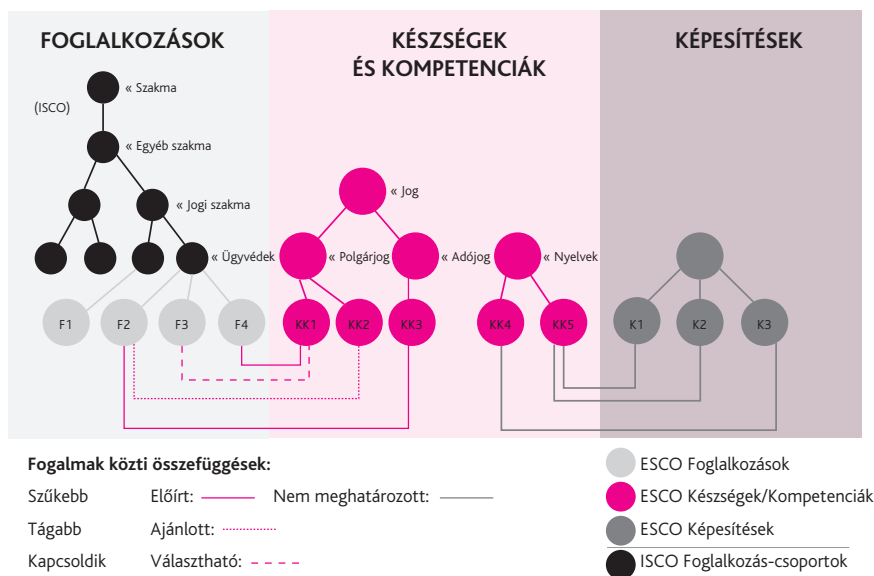 FOGLALKOZÁSOK
KÉSZSÉGEK
ÉS KOMPETENCIÁK
KÉPESÍTÉSEK
(ISCO)
« Szakma
« Egyéb szakma
« Jog
« Jogi szakma
« Ügyvédek
« Polgárjog
« Adójog
« Nyelvek
F1
F2
F3
F4
KK1
KK2
KK3
KK4
KK5
K1
K2
K3
Fogalmak közti összefüggések:
Szűkebb Előírt: Nem meghatározott:
Tágabb Ajánlott:
Kapcsoldik Választható:
ESCO Foglalkozások
ESCO Készségek/Kompetenciák
ESCO Képesítések
ISCO Foglalkozás-csoportok